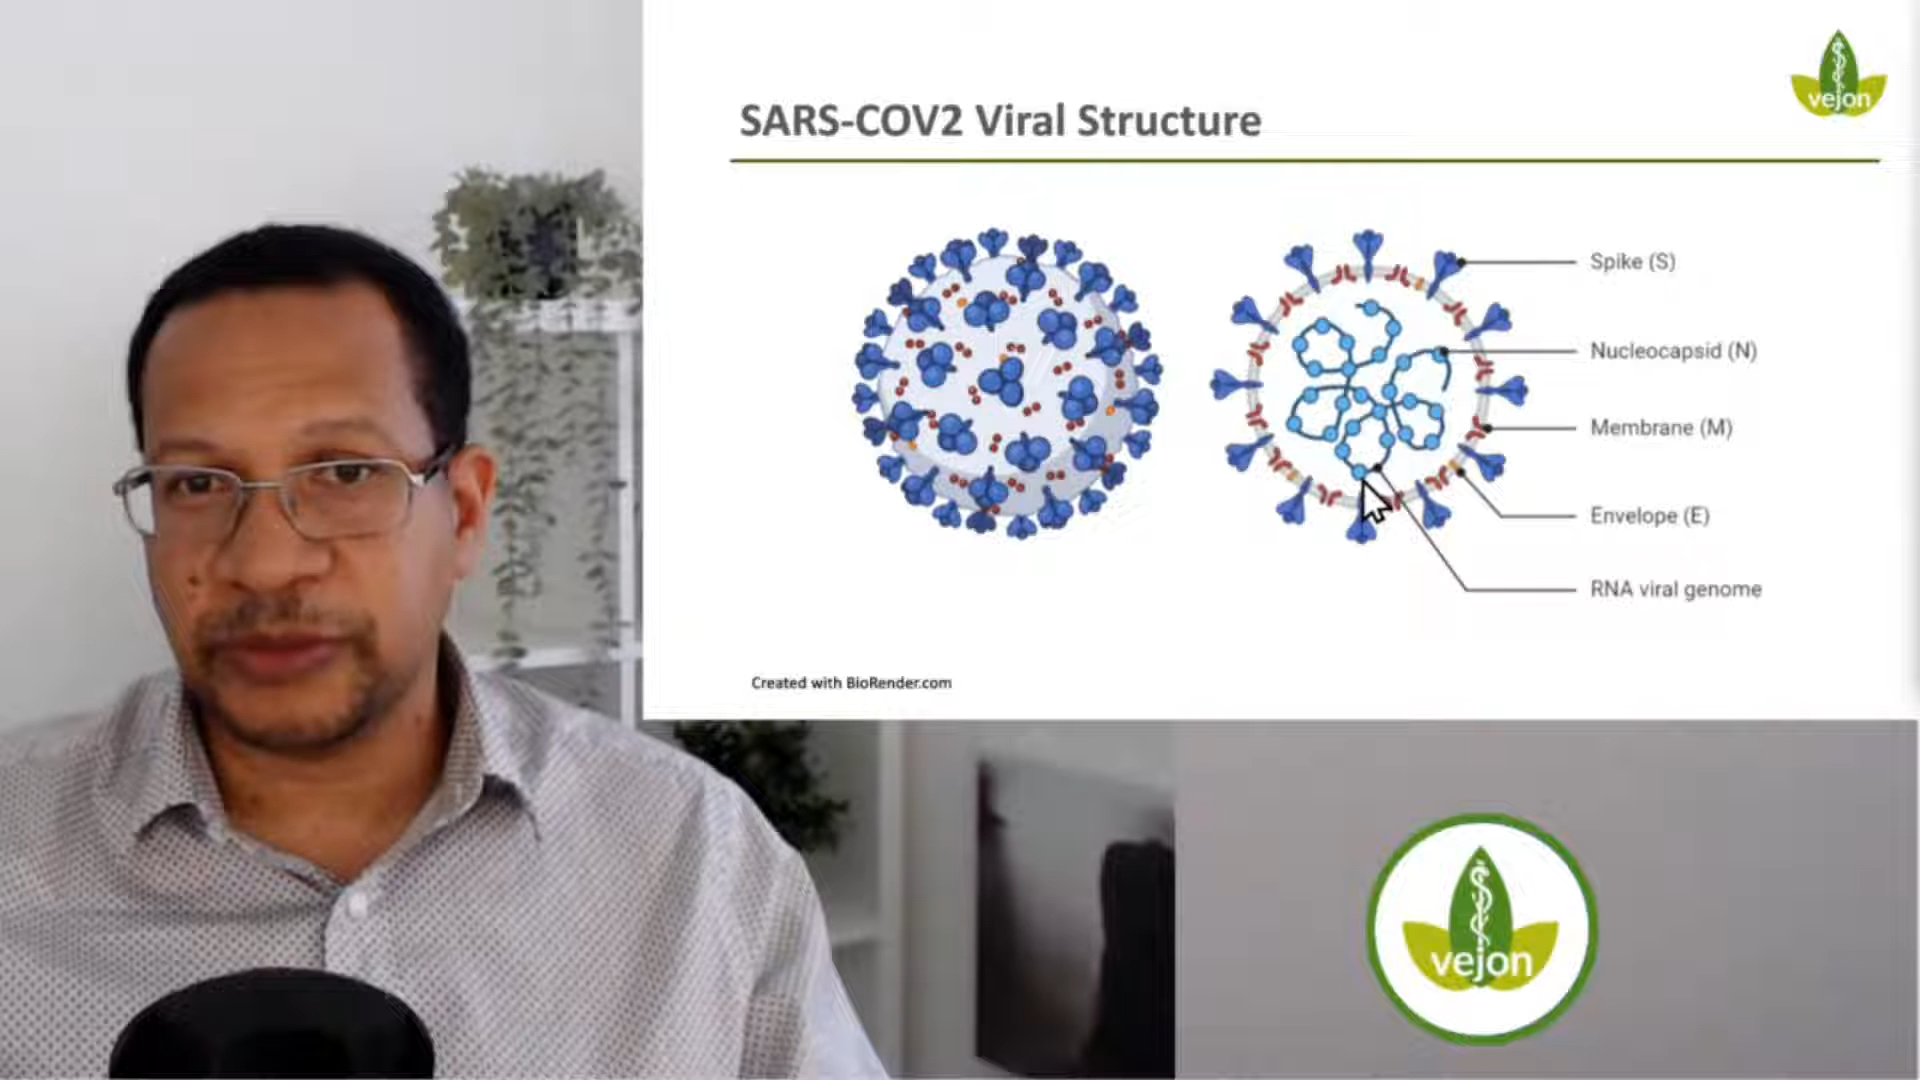 vejon
SARS-COV2 Viral Structure
Spike (S)
Nucleocapsid (N)
Membrane (M)
Envelope (E)
RNA viral genome
Created with BioRender.com
vejon